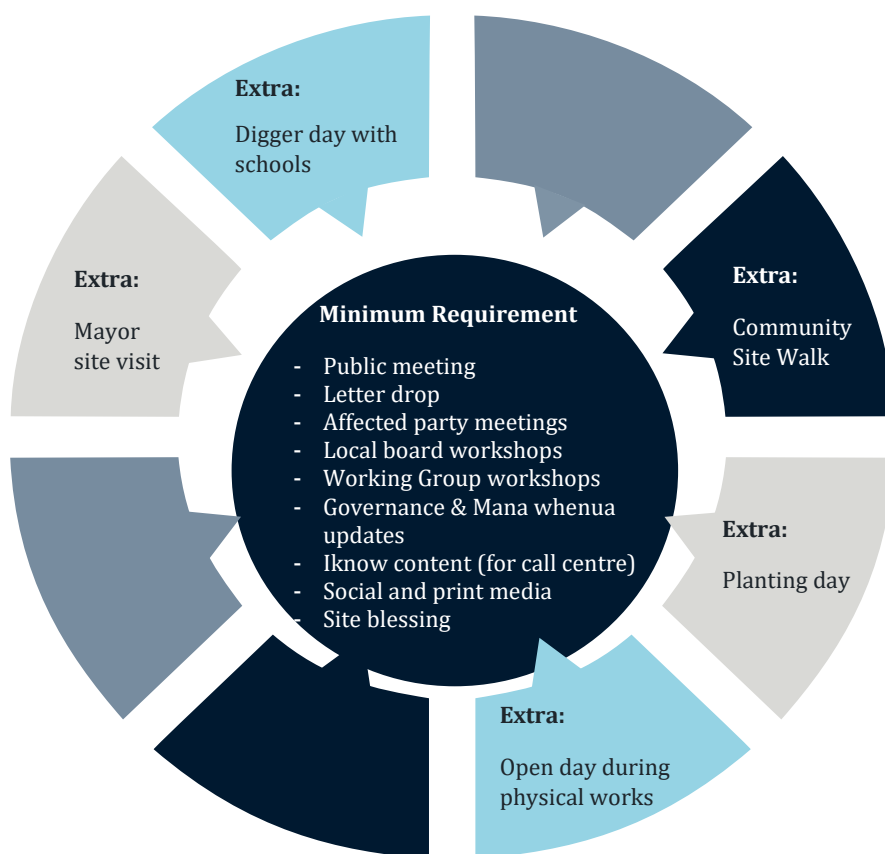 Extra:
Digger day with
schools
Extra:
Mayor
site visit
Minimum Requirement
- Public meeting
- Letter drop
- Affected party meetings
- Local board workshops
- Working Group workshops
- Governance & Mana whenua
updates
- Iknow content (for call centre)
- Social and print media
- Site blessing
Extra:
Community
Site Walk
Extra:
Planting day
Extra:
Open day during
physical works